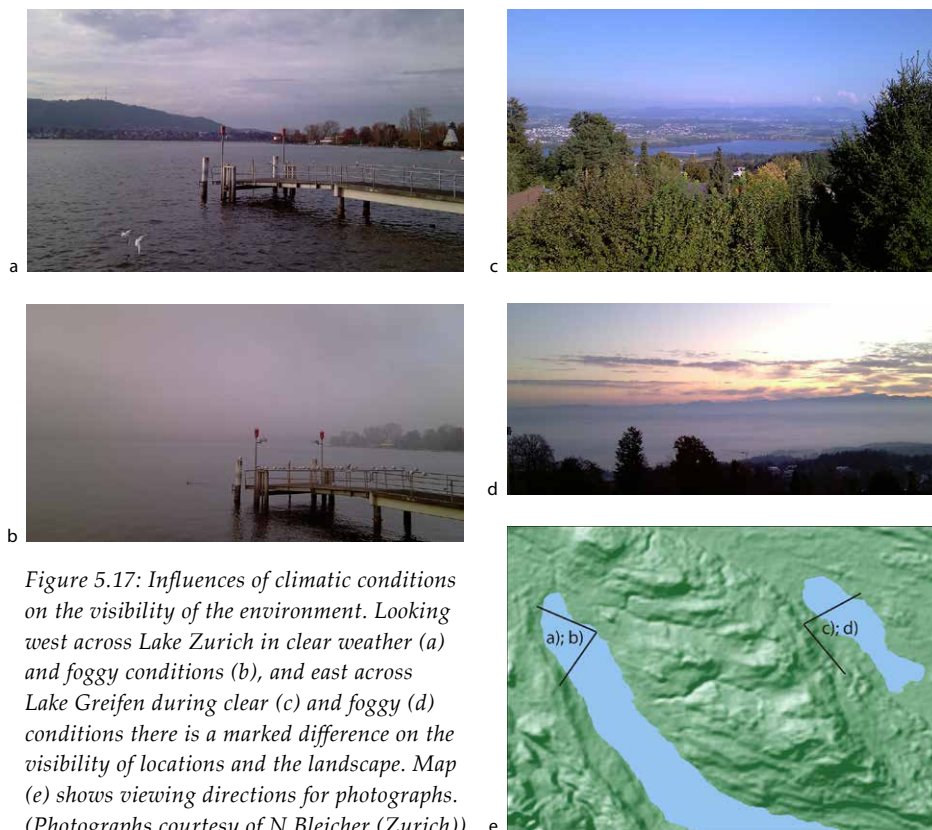 a
c
b
d
Figure 5.17: Influences of climatic conditions
on the visibility of the environment. Looking
west across Lake Zurich in clear weather (a)
and foggy conditions (b), and east across
Lake Greifen during clear (c) and foggy (d)
conditions there is a marked difference on the
visibility of locations and the landscape. Map
(e) shows viewing directions for photographs.
(Photographs courtesy of N Bleicher (Zurich))
a); b)
c); d)
e